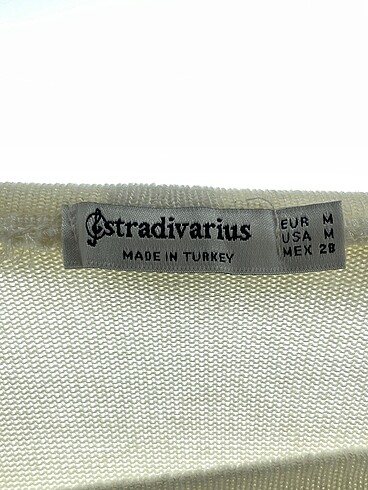 stradivarius
MADE IN TURKEY
EUR M
USA M
MEX 28